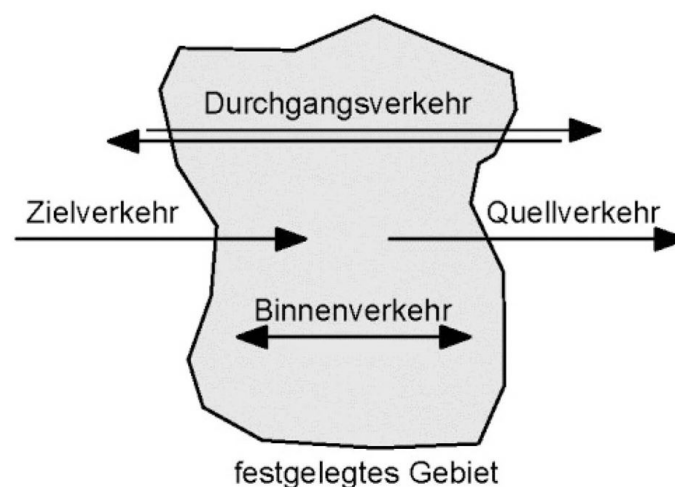 Durchgangsverkehr
Zielverkehr
Quellverkehr
Binnenverkehr
festgelegtes Gebiet